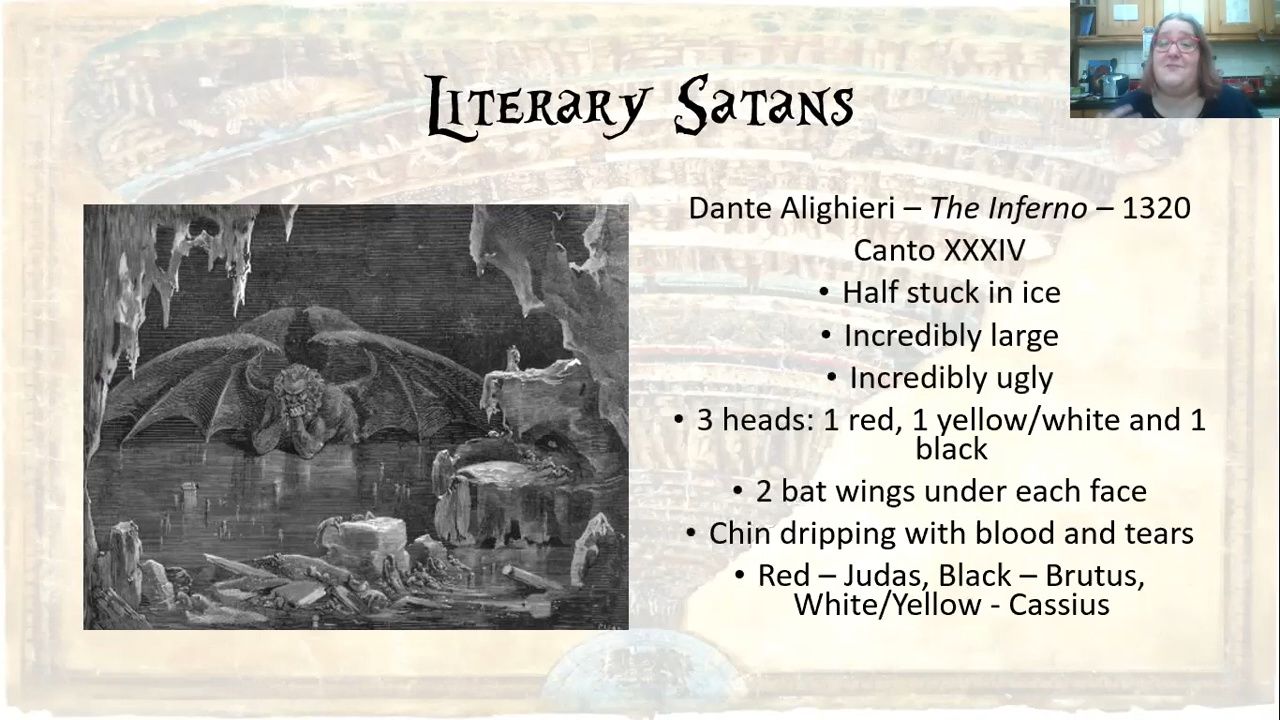 Literary Satans
Dante Alighieri – The Inferno – 1320
Canto XXXIV
• Half stuck in ice
• Incredibly large
• Incredibly ugly
• 3 heads: 1 red, 1 yellow/white and 1
black
• 2 bat wings under each face
• Chin dripping with blood and tears
• Red – Judas, Black – Brutus,
White/Yellow - Cassius